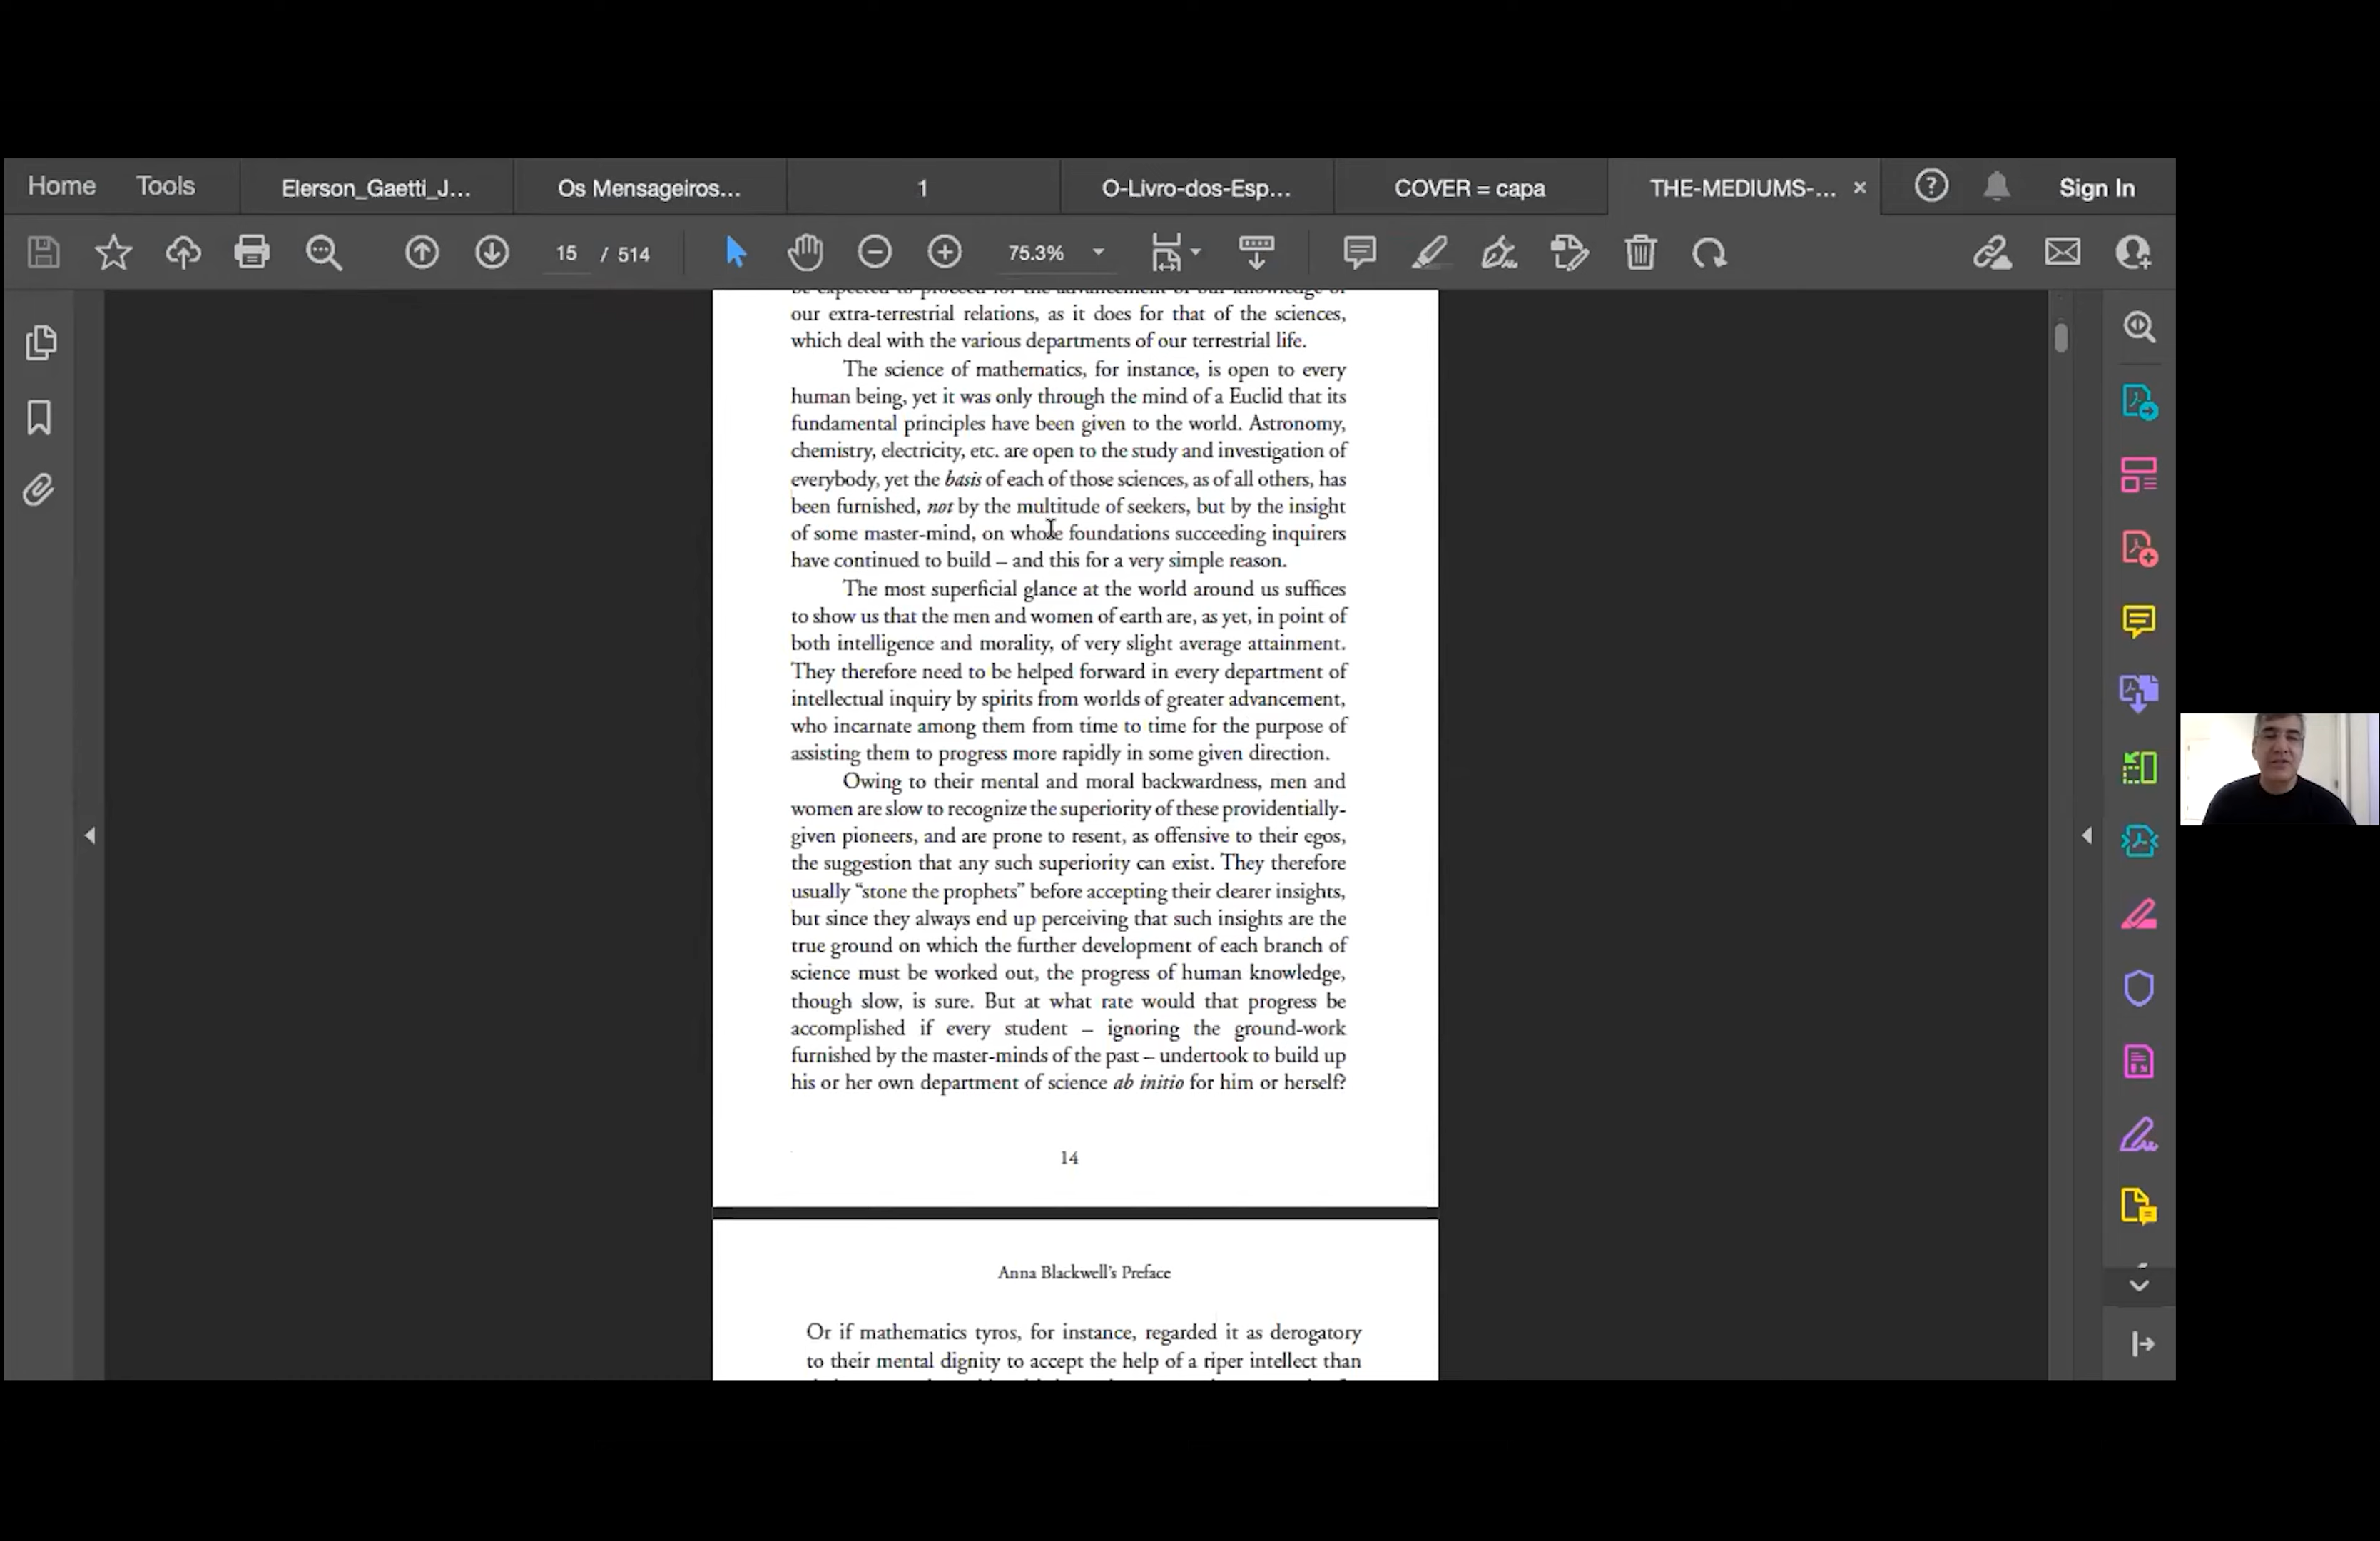 Home Tools Elerson_Gaetti_J... Os Mensageiros... 1 O-Livro-dos-Esp... COVER = capa THE-MEDIUMS-... Sign In
15 / 514 75.3%
be expected to proceed for the advancement of our knowledge of
our extra-terrestrial relations, as it does for that of the sciences,
which deal with the various departments of our terrestrial life.
The science of mathematics, for instance, is open to every
human being, yet it was only through the mind of a Euclid that its
fundamental principles have been given to the world. Astronomy,
chemistry, electricity, etc. are open to the study and investigation of
everybody, yet the basis of each of those sciences, as of all others, has
been furnished, not by the multitude of seekers, but by the insight
of some master-mind, on whole foundations succeeding inquirers
have continued to build – and this for a very simple reason.
The most superficial glance at the world around us suffices
to show us that the men and women of earth are, as yet, in point of
both intelligence and morality, of very slight average attainment.
They therefore need to be helped forward in every department of
intellectual inquiry by spirits from worlds of greater advancement,
who incarnate among them from time to time for the purpose of
assisting them to progress more rapidly in some given direction.
Owing to their mental and moral backwardness, men and
women are slow to recognize the superiority of these providentially-
given pioneers, and are prone to resent, as offensive to their egos,
the suggestion that any such superiority can exist. They therefore
usually “stone the prophets” before accepting their clearer insights,
but since they always end up perceiving that such insights are the
true ground on which the further development of each branch of
science must be worked out, the progress of human knowledge,
though slow, is sure. But at what rate would that progress be
accomplished if every student – ignoring the ground-work
furnished by the master-minds of the past – undertook to build up
his or her own department of science ab initio for him or herself?
14
Anna Blackwell's Preface
Or if mathematics tyros, for instance, regarded it as derogatory
to their mental dignity to accept the help of a riper intellect than